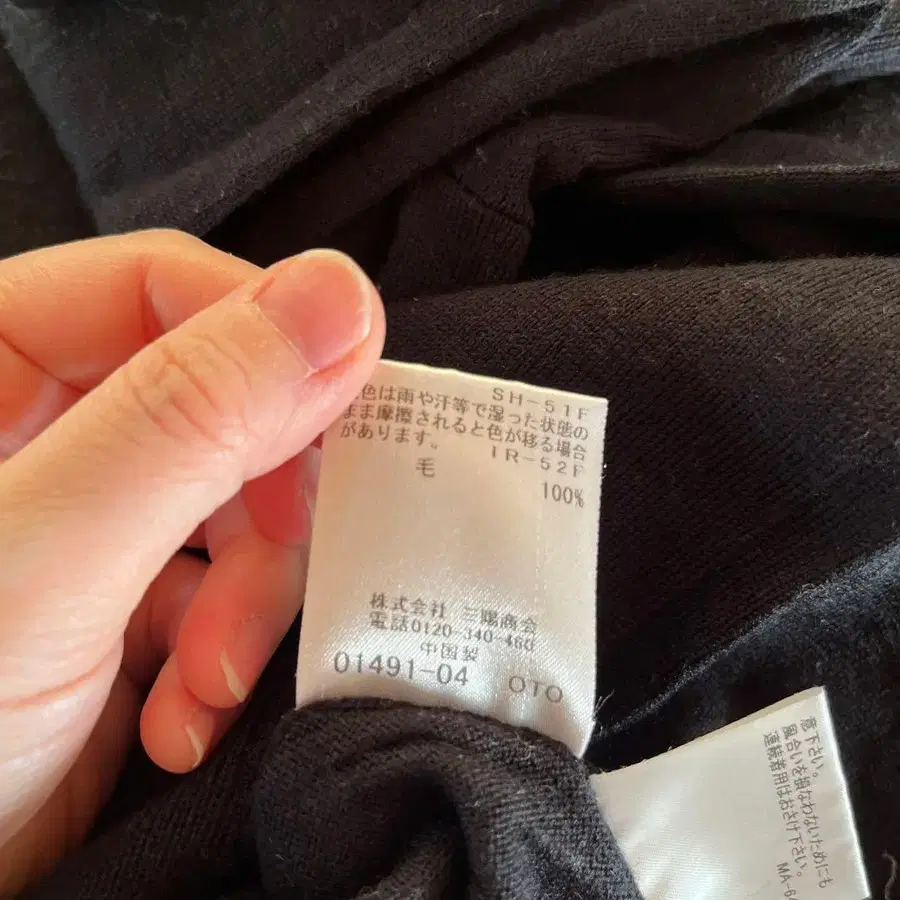 SH-51F
色は雨や汗等で湿った状態の
まま摩擦されると色が移る場合
があります。
IR-52F
毛
100%
株式会社 三陽商会
電話0120-340-460
中国製
01491-04 OTO
意下さい。
風合いを損なわないためにも
連続着用はおさけ下さい。